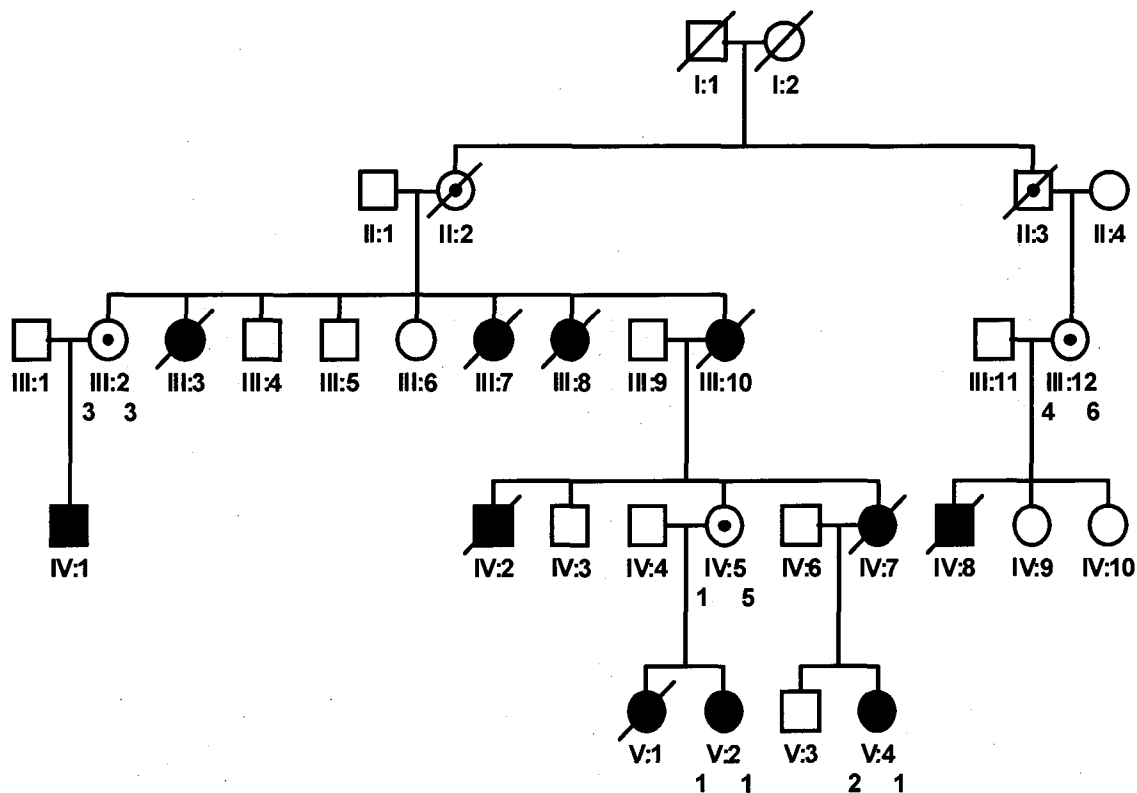 I:1 I:2
II:1 II:2 II:3 II:4
III:1 III:2 III:3 III:4 III:5 III:6 III:7 III:8 III:9 III:10 III:11 III:12
3 3 4 6
IV:1 IV:2 IV:3 IV:4 IV:5 IV:6 IV:7 IV:8 IV:9 IV:10
1 5
V:1 V:2 V:3 V:4
1 1 2 1